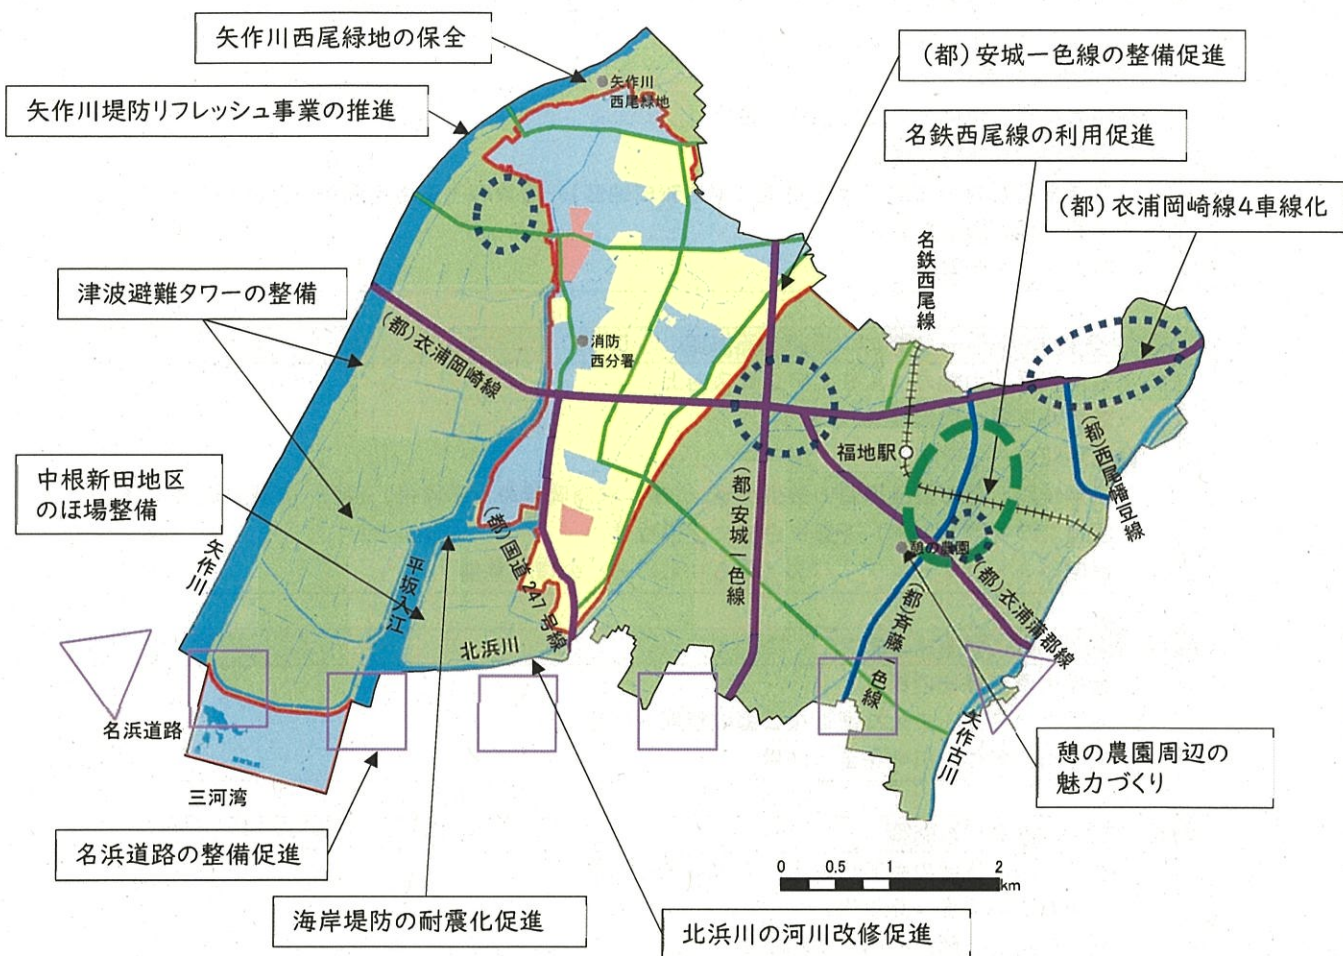 矢作川西尾緑地の保全
(都)安城一色線の整備促進
矢作川
西尾緑地
矢作川堤防リフレッシュ事業の推進
名鉄西尾線の利用促進
(都)衣浦岡崎線4車線化
名鉄西尾線
津波避難タワーの整備
(都)衣浦岡崎線
消防
西分署
福地駅
(都)西尾幡豆線
中根新田地区
のほ場整備
(都)安城一色線
(都)国道247号線
憩の農園
矢作川
平坂入江
(都)衣浦蒲郡線
(都)斉藤一色線
北浜川
名浜道路
矢作古川
憩の農園周辺の
魅力づくり
三河湾
名浜道路の整備促進
0 0.5 1 2
km
海岸堤防の耐震化促進
北浜川の河川改修促進